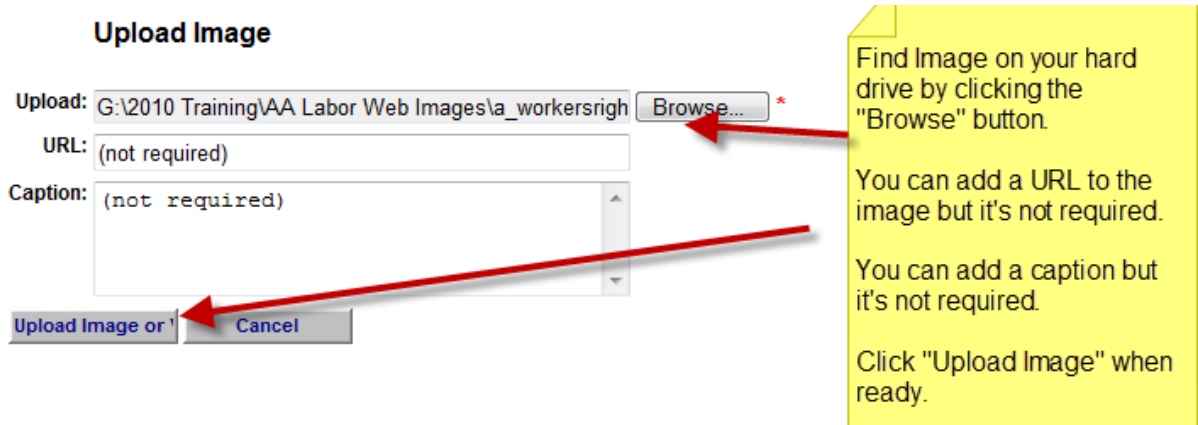 Upload Image
Upload: G:\2010 Training\AA Labor Web Images\a_workersrigh Browse... *
URL: (not required)
Caption: (not required)
Upload Image or Cancel
Find Image on your hard
drive by clicking the
"Browse" button.
You can add a URL to the
image but it's not required.
You can add a caption but
it's not required.
Click "Upload Image" when
ready.